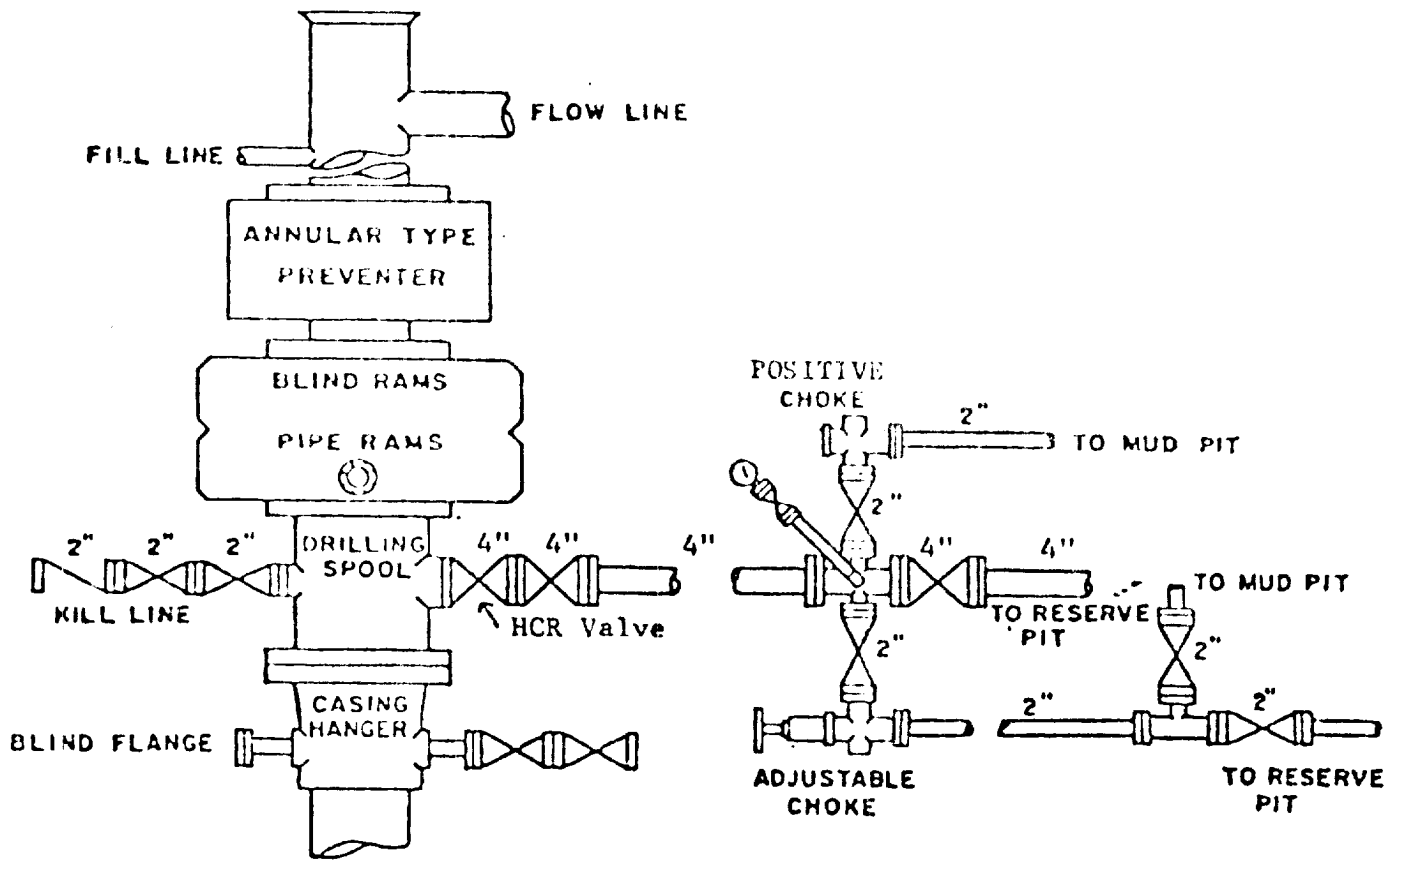 FLOW LINE
FILL LINE
ANNULAR TYPE
PREVENTER
BLIND RAMS
PIPE RAMS
POSITIVE
CHOKE
2"
TO MUD PIT
2"
2" 2" 2"
DRILLING
SPOOL
4" 4" 4"
4" 4"
KILL LINE
HCR Valve
TO RESERVE
PIT
TO MUD PIT
2"
2"
CASING
HANGER
BLIND FLANGE
2"
2"
ADJUSTABLE
CHOKE
TO RESERVE
PIT